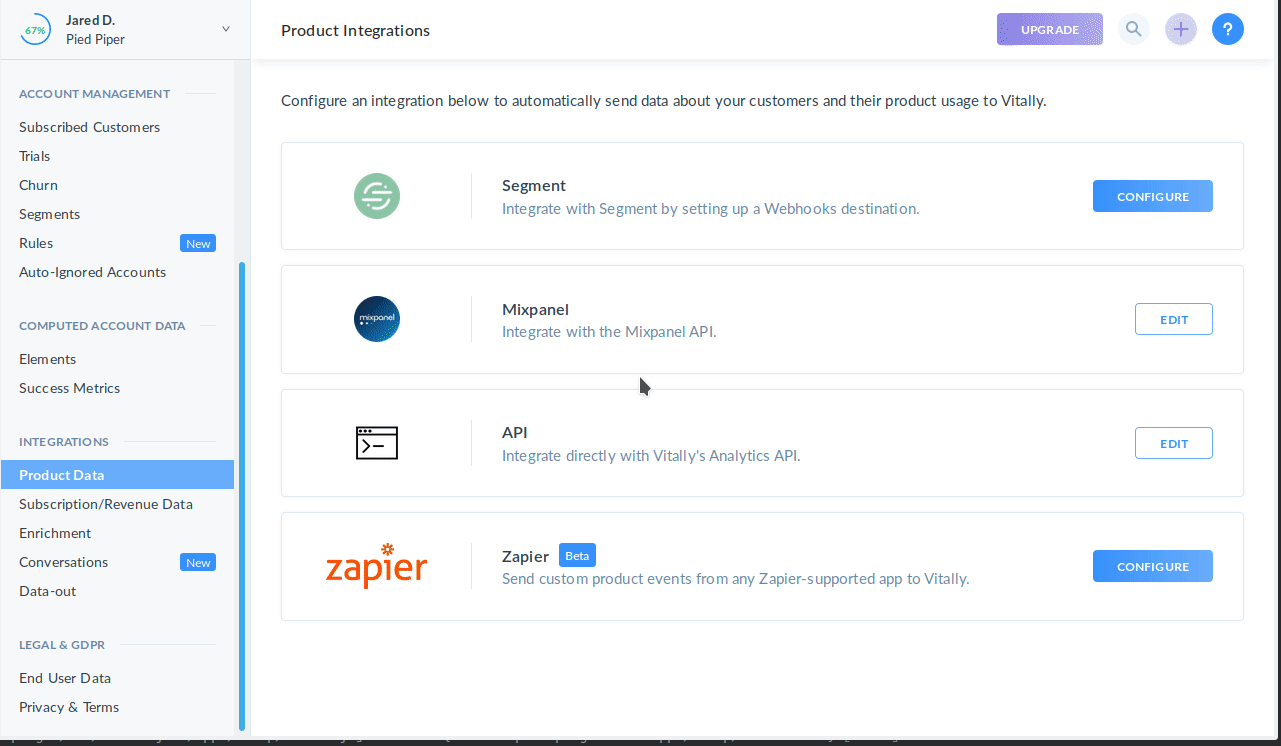 67%
Jared D.
Pied Piper
Product Integrations
UPGRADE
?
ACCOUNT MANAGEMENT
Subscribed Customers
Trials
Churn
Segments
Rules
New
Auto-Ignored Accounts
COMPUTED ACCOUNT DATA
Elements
Success Metrics
INTEGRATIONS
Product Data
Subscription/Revenue Data
Enrichment
Conversations
New
Data-out
LEGAL & GDPR
End User Data
Privacy & Terms
Configure an integration below to automatically send data about your customers and their product usage to Vitally.
Segment
Integrate with Segment by setting up a Webhooks destination.
CONFIGURE
mixpanel
Mixpanel
Integrate with the Mixpanel API.
EDIT
API
Integrate directly with Vitally's Analytics API.
EDIT
zapier
Zapier
Beta
Send custom product events from any Zapier-supported app to Vitally.
CONFIGURE